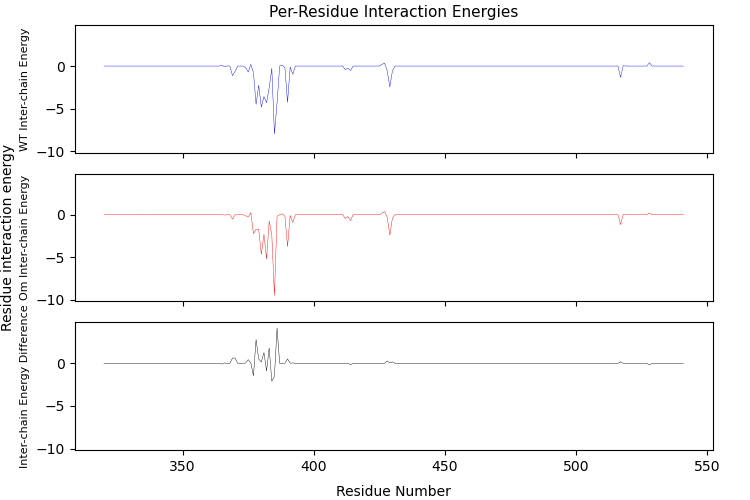 Per-Residue Interaction Energies
Residue interaction energy
WT Inter-chain Energy
0
−5
−10
Om Inter-chain Energy
0
−5
−10
Inter-chain Energy Difference
0
−5
−10
350
400
450
500
550
Residue Number